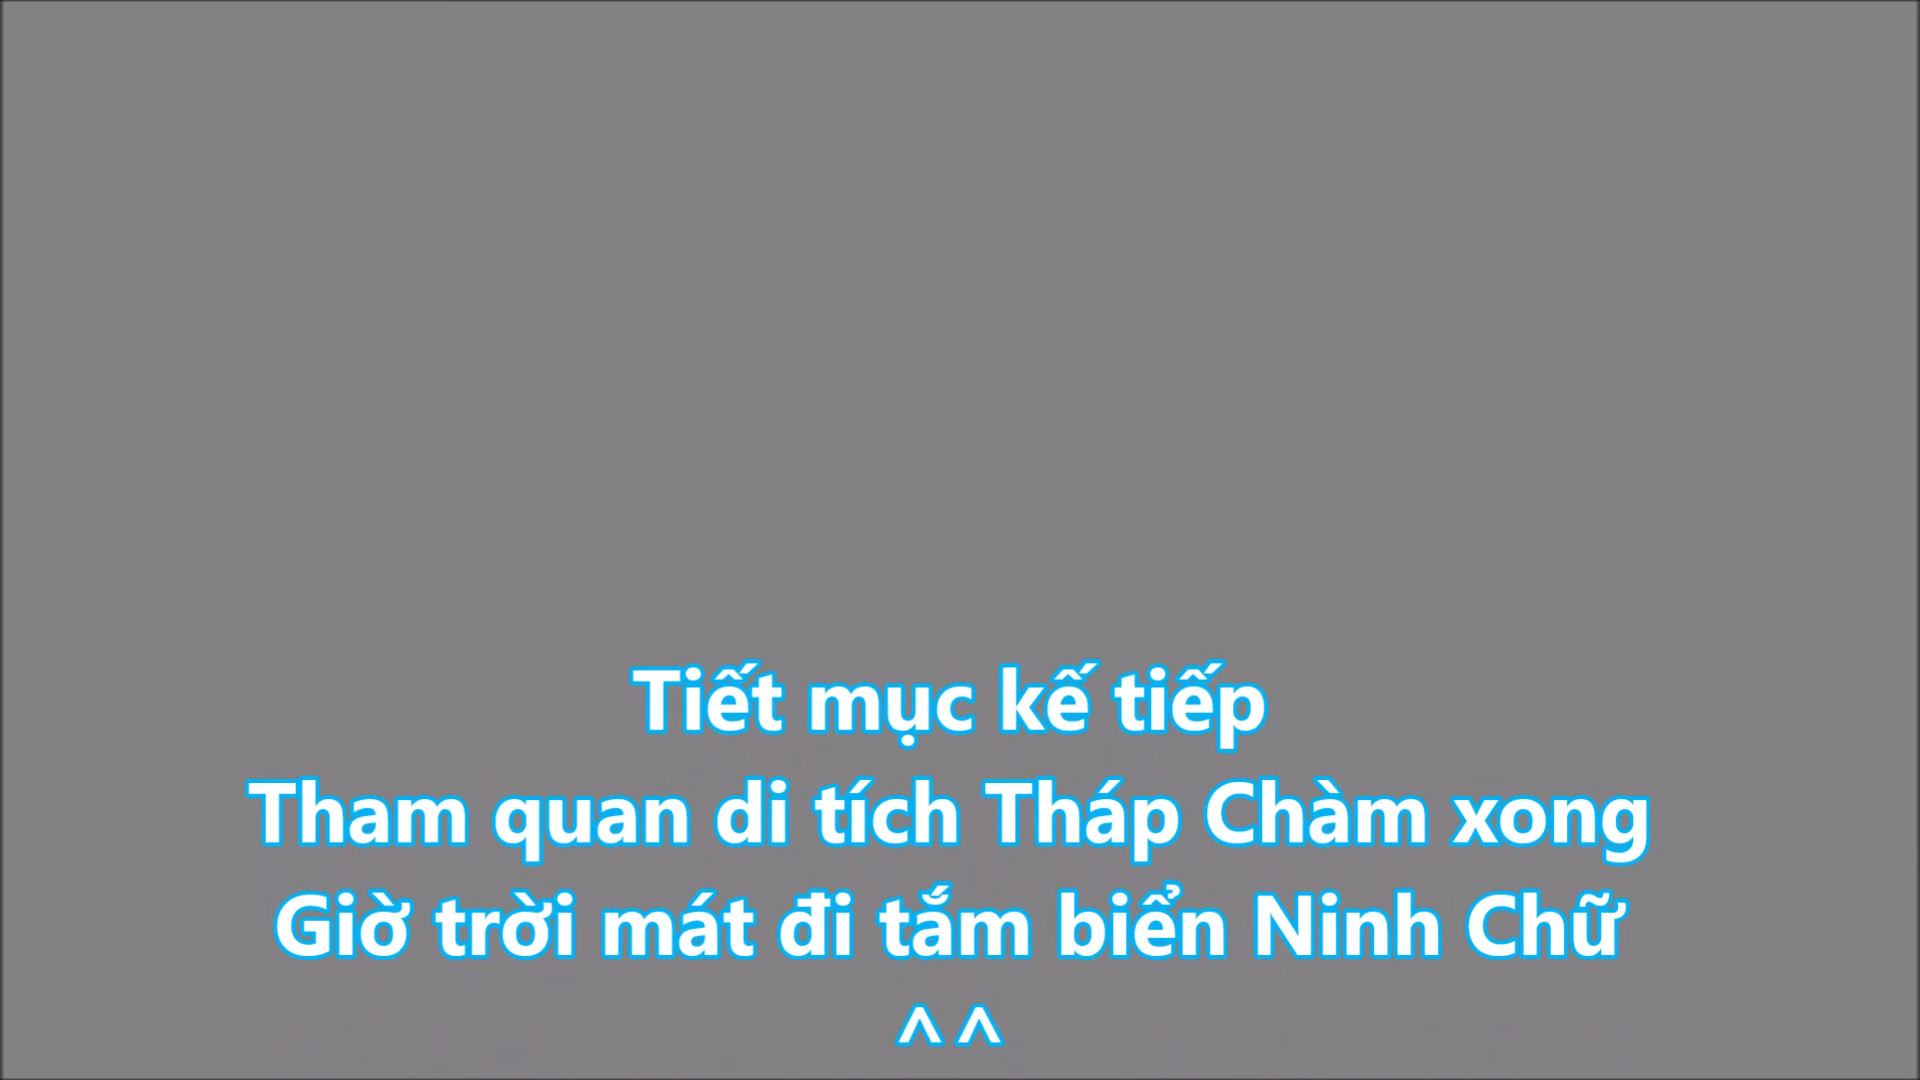 Tiết mục kế tiếp
Tham quan di tích Tháp Chàm xong
Giờ trời mát đi tắm biển Ninh Chữ
^^